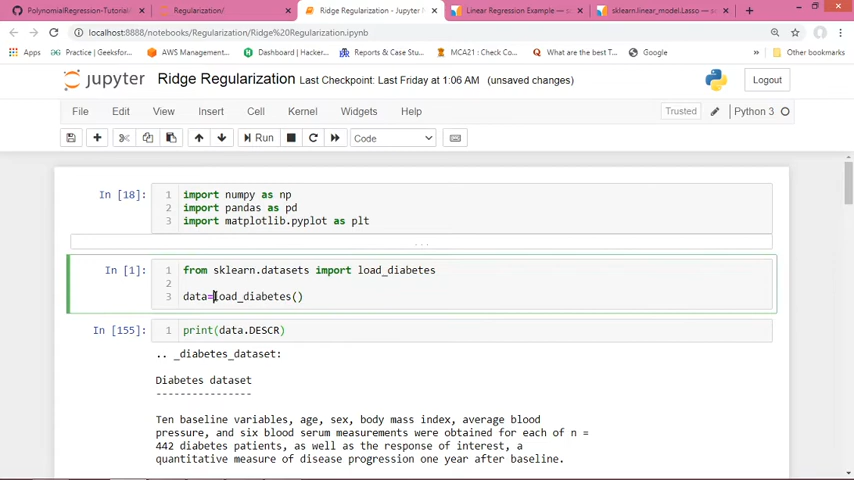 PolynomialRegression-Tutorial/
Regularization/
Ridge Regularization - Jupyter N
Linear Regression Example — sc
sklearn.linear_model.Lasso — sc
localhost:8888/notebooks/Regularization/Ridge%20Regularization.ipynb
Apps
Practice | Geeksfor...
AWS Management...
Dashboard | Hacker...
Reports & Case Stu...
MCA21 : Check Co...
What are the best T...
Google
Other bookmarks
jupyter Ridge Regularization Last Checkpoint: Last Friday at 1:06 AM (unsaved changes)
Logout
File Edit View Insert Cell Kernel Widgets Help
Trusted
Python 3
Run
Code
In [18]:
1 import numpy as np
2 import pandas as pd
3 import matplotlib.pyplot as plt
...
In [1]:
1 from sklearn.datasets import load_diabetes
2
3 data=load_diabetes()
In [155]:
1 print(data.DESCR)
.. _diabetes_dataset:
Diabetes dataset
----------------
Ten baseline variables, age, sex, body mass index, average blood
pressure, and six blood serum measurements were obtained for each of n =
442 diabetes patients, as well as the response of interest, a
quantitative measure of disease progression one year after baseline.